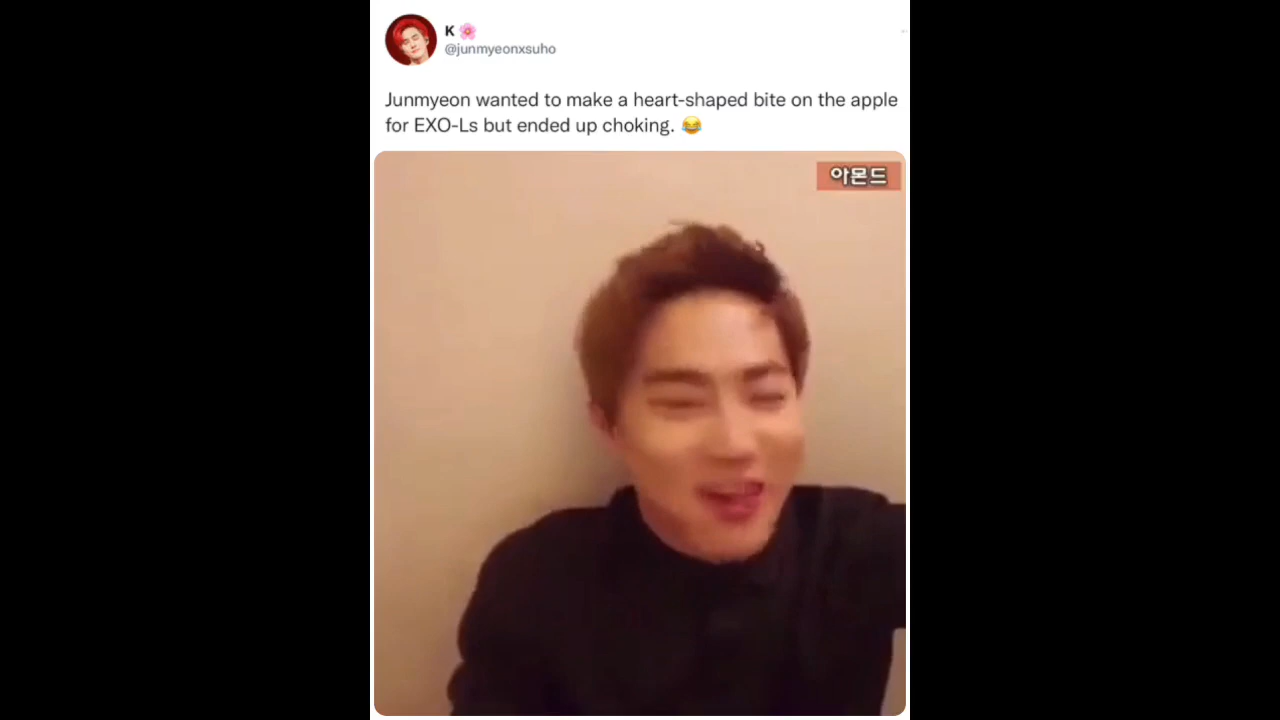 K 🌸
@junmyeonxsuho
Junmyeon wanted to make a heart-shaped bite on the apple
for EXO-Ls but ended up choking. 😂
아몬드